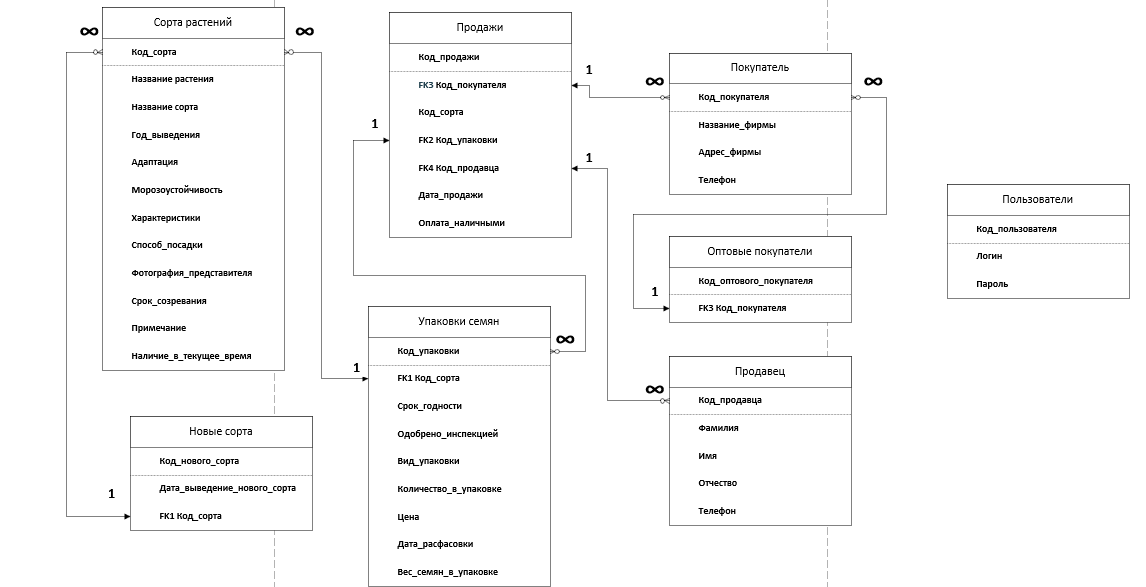 Сорта растений
∞
∞
Код_сорта
Название растения
Название сорта
Год_выведения
Адаптация
Морозоустойчивость
Характеристики
Способ_посадки
Фотография_представителя
Срок_созревания
Примечание
Наличие_в_текущее_время
Новые сорта
Код_нового_сорта
Дата_выведение_нового_сорта
1
FK1 Код_сорта
Продажи
Код_продажи
1
FK3 Код_покупателя
Код_сорта
1
FK2 Код_упаковки
1
FK4 Код_продавца
Дата_продажи
Оплата_наличными
Упаковки семян
∞
Код_упаковки
1
FK1 Код_сорта
Срок_годности
Одобрено_инспекцией
Вид_упаковки
Количество_в_упаковке
Цена
Дата_расфасовки
Вес_семян_в_упаковке
Покупатель
∞
∞
Код_покупателя
Название_фирмы
Адрес_фирмы
Телефон
Оптовые покупатели
Код_оптового_покупателя
1
FK3 Код_покупателя
Продавец
∞
Код_продавца
Фамилия
Имя
Отчество
Телефон
Пользователи
Код_пользователя
Логин
Пароль